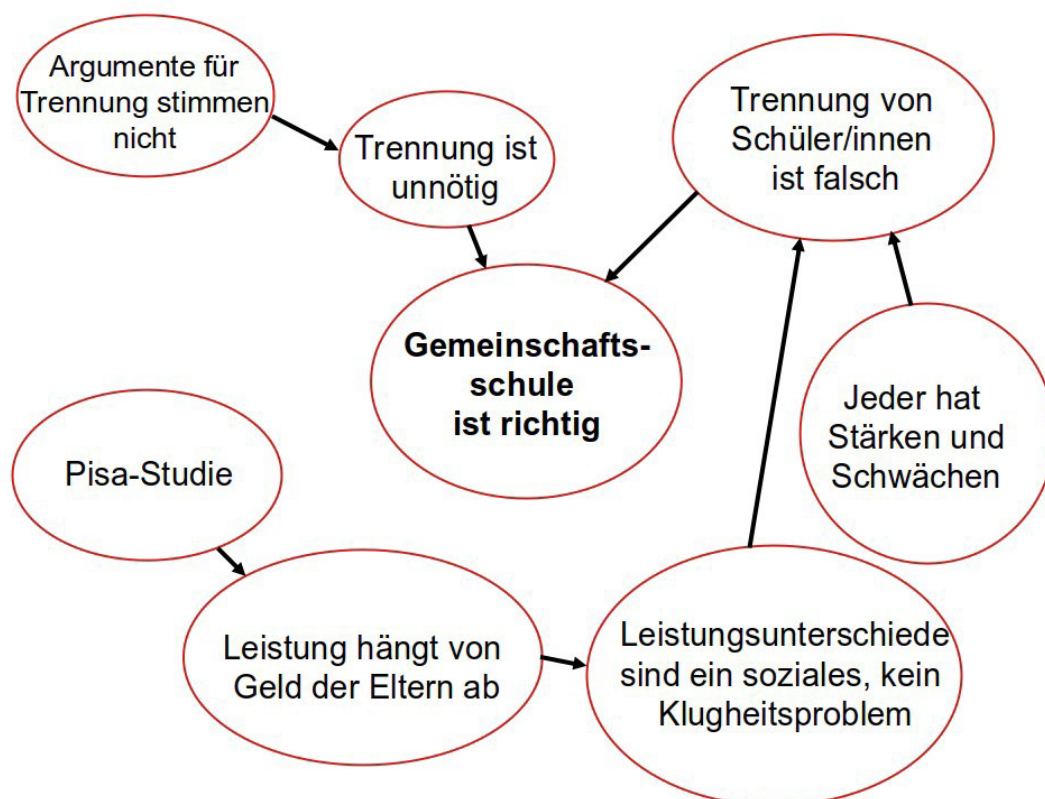 Argumente für
Trennung stimmen
nicht
Trennung ist
unnötig
Trennung von
Schüler/innen
ist falsch
Gemeinschafts-
schule
ist richtig
Jeder hat
Stärken und
Schwächen
Pisa-Studie
Leistung hängt von
Geld der Eltern ab
Leistungsunterschiede
sind ein soziales, kein
Klugheitsproblem